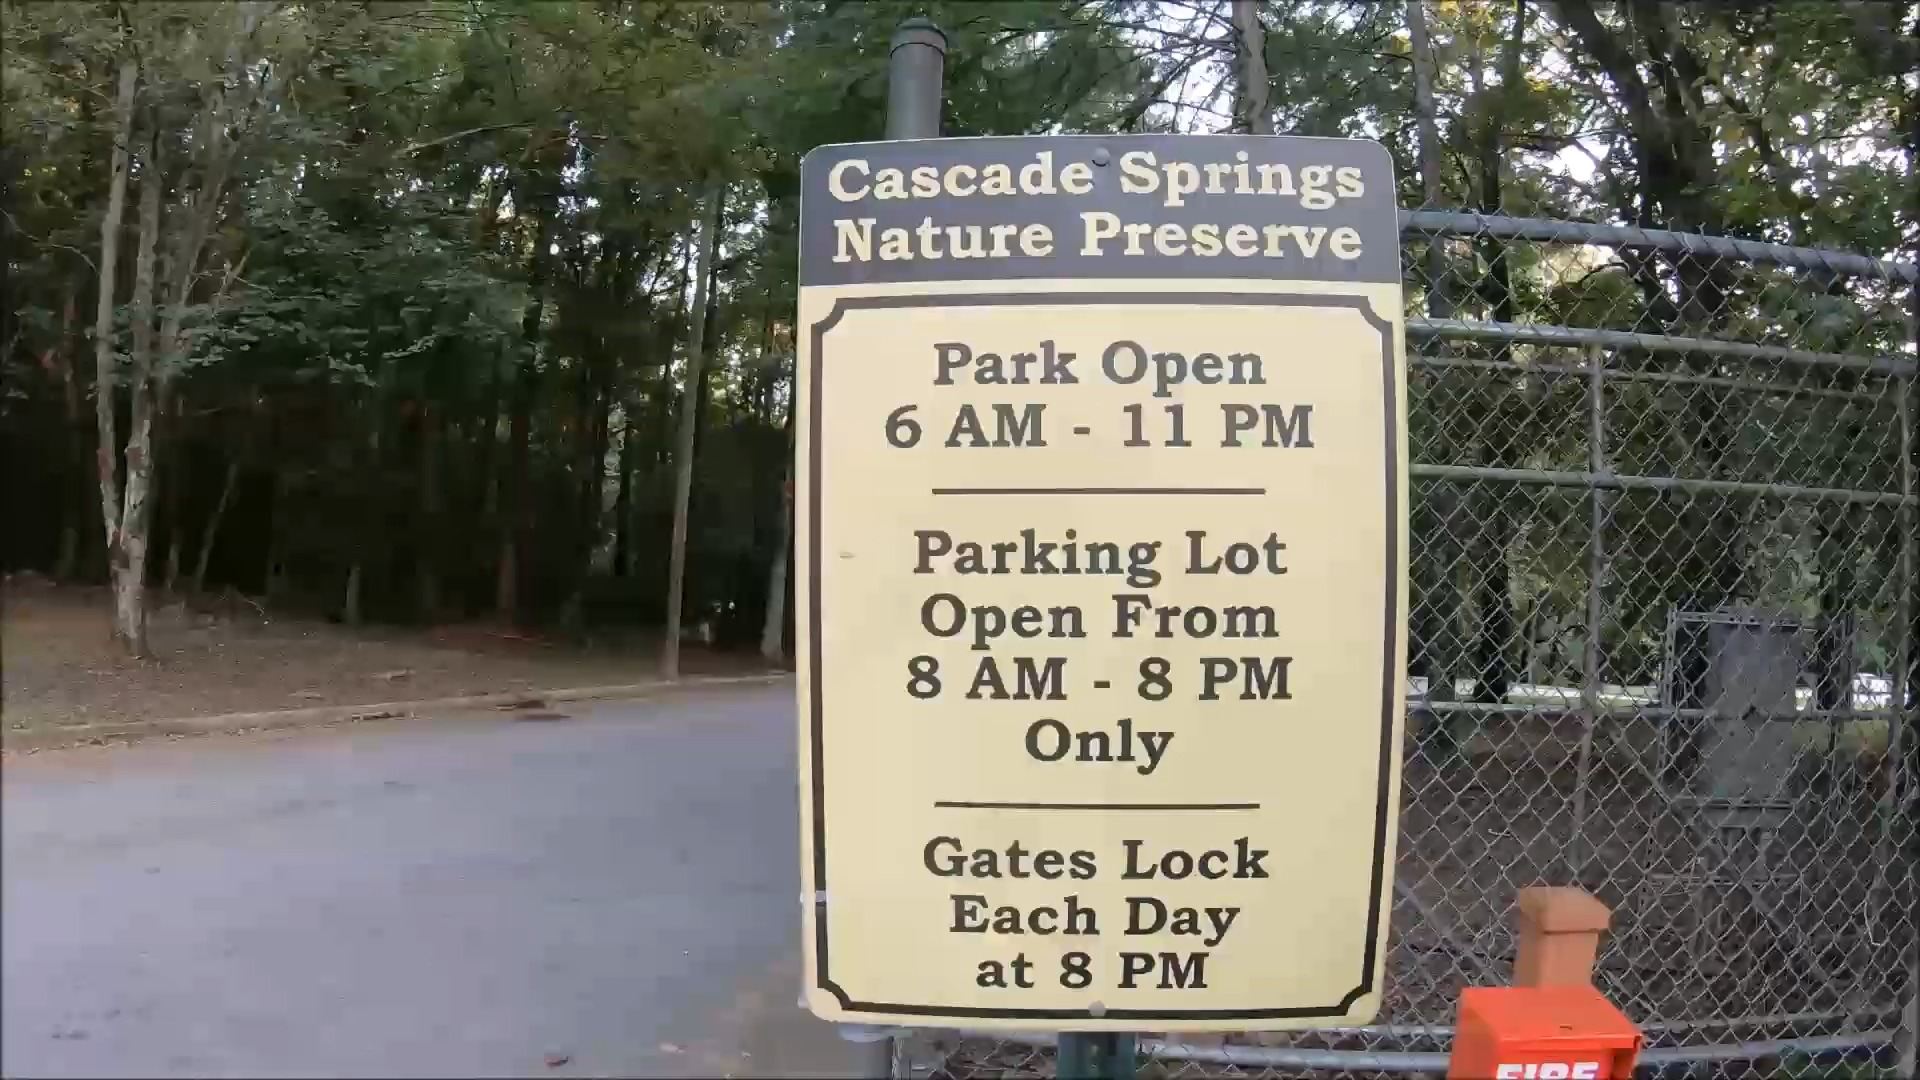 Cascade Springs
Nature Preserve
Park Open
6 AM - 11 PM
Parking Lot
Open From
8 AM - 8 PM
Only
Gates Lock
Each Day
at 8 PM
FIRE